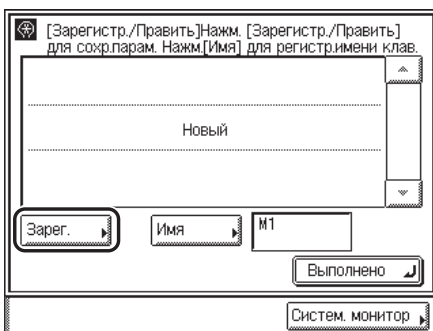 [Зарегистр./Править]Нажм. [Зарегистр./Править]
для сохр.парам. Нажм.[Имя] для регистр.имени клав.
Новый
Зарег.
Имя
М1
Выполнено
Систем. монитор